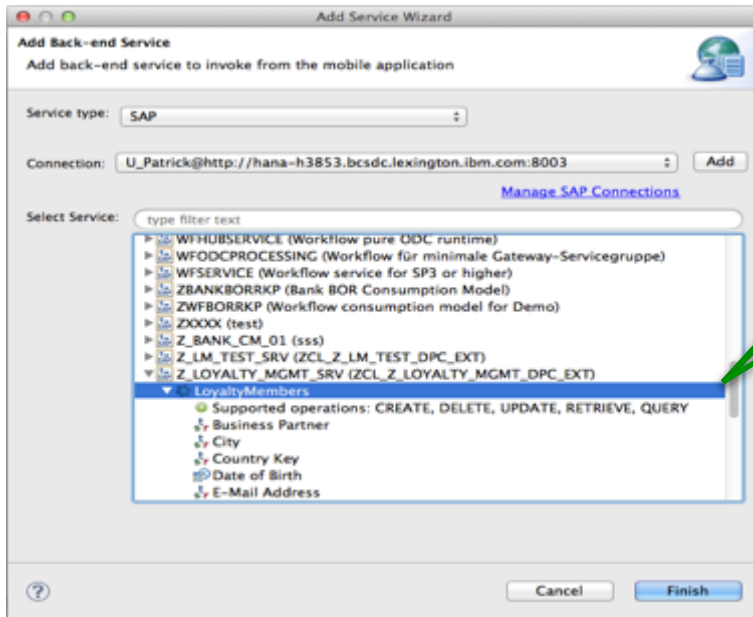 Add Service Wizard
Add Back-end Service
Add back-end service to invoke from the mobile application
Service type: SAP
Connection: U_Patrick@http://hana-h3853.bcsdc.lexington.ibm.com:8003 Add
Manage SAP Connections
Select Service: type filter text
WFHUBSERVICE (Workflow pure ODC runtime)
WFODCPROCESSING (Workflow für minimale Gateway-Servicegruppe)
WFSERVICE (Workflow service for SP3 or higher)
ZBANKBORRKP (Bank BOR Consumption Model)
ZWFBORRKP (Workflow consumption model for Demo)
ZXXXX (test)
Z_BANK_CM_01 (sss)
Z_LM_TEST_SRV (ZCL_Z_LM_TEST_DPC_EXT)
Z_LOYALTY_MGMT_SRV (ZCL_Z_LOYALTY_MGMT_DPC_EXT)
LoyaltyMembers
Supported operations: CREATE, DELETE, UPDATE, RETRIEVE, QUERY
Business Partner
City
Country Key
Date of Birth
E-Mail Address
? Cancel Finish